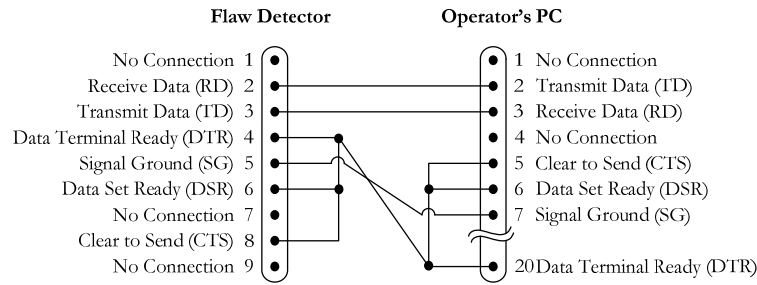 Flaw Detector
Operator's PC
No Connection 1
Receive Data (RD) 2
Transmit Data (TD) 3
Data Terminal Ready (DTR) 4
Signal Ground (SG) 5
Data Set Ready (DSR) 6
No Connection 7
Clear to Send (CTS) 8
No Connection 9
1 No Connection
2 Transmit Data (TD)
3 Receive Data (RD)
4 No Connection
5 Clear to Send (CTS)
6 Data Set Ready (DSR)
7 Signal Ground (SG)
20 Data Terminal Ready (DTR)